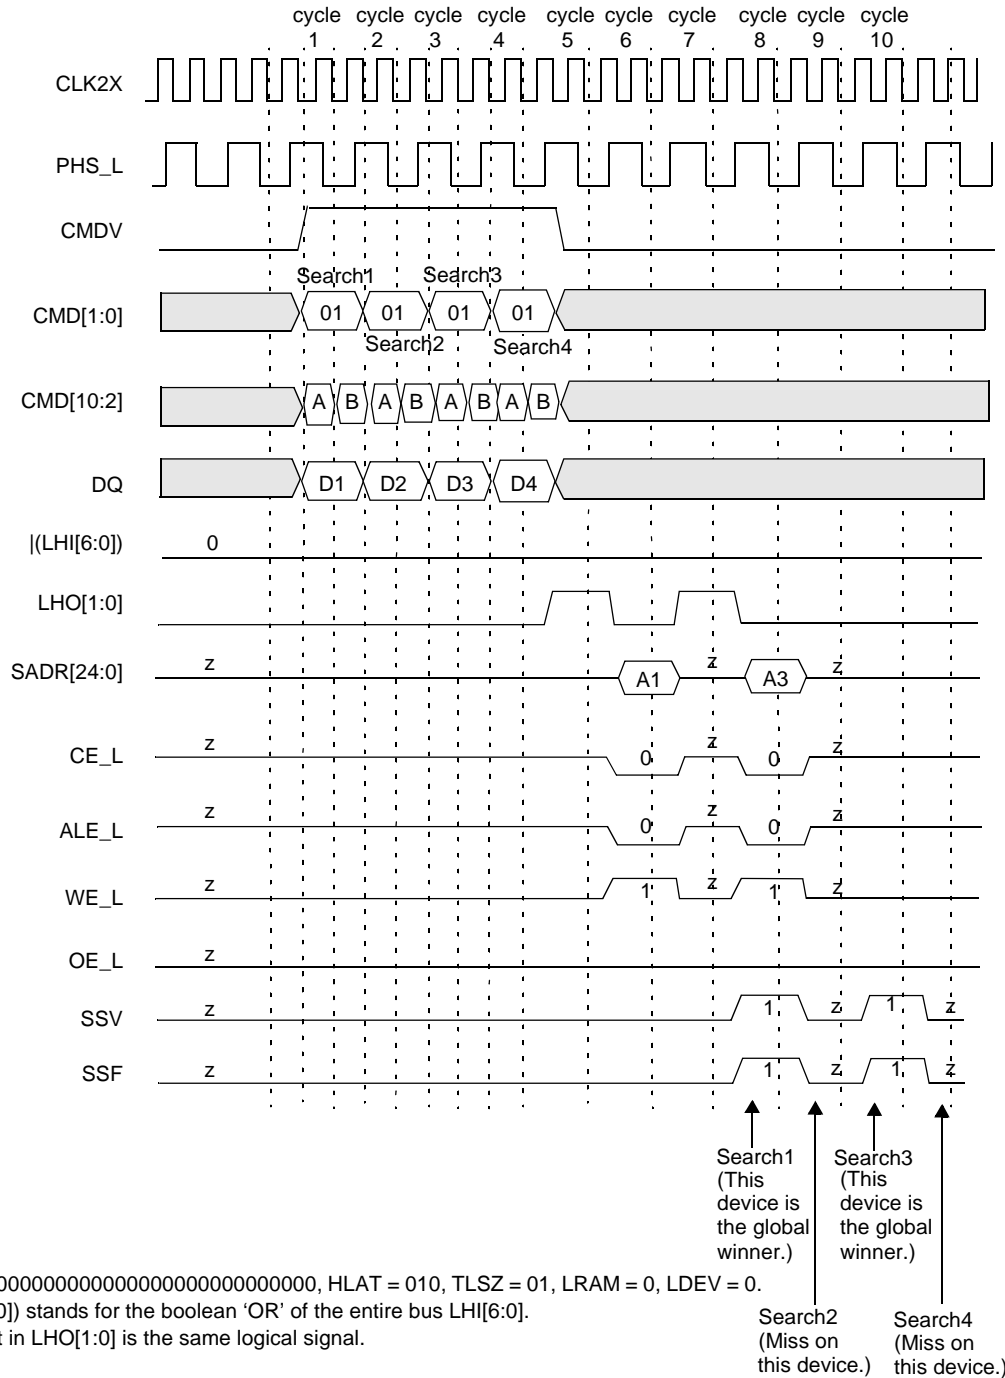 cycle cycle cycle cycle cycle cycle cycle cycle cycle cycle
1 2 3 4 5 6 7 8 9 10
CLK2X
PHS_L
CMDV
Search1 Search3
CMD[1:0] 01 01 01 01
Search2 Search4
CMD[10:2] A B A B A B A B
DQ D1 D2 D3 D4
|(LHI[6:0]) 0
LHO[1:0]
SADR[24:0] z A1 z A3 z
CE_L z 0 z 0 z
ALE_L z 0 z 0 z
WE_L z 1 z 1 z
OE_L z
SSV z 1 z 1 z
SSF z 1 z 1 z
Search1 Search3
(This (This
device is device is
the global the global
winner.) winner.)
00000000000000000000000000000, HLAT = 010, TLSZ = 01, LRAM = 0, LDEV = 0.
0]) stands for the boolean ‘OR’ of the entire bus LHI[6:0].
t in LHO[1:0] is the same logical signal.
Search2 Search4
(Miss on (Miss on
this device.) this device.)